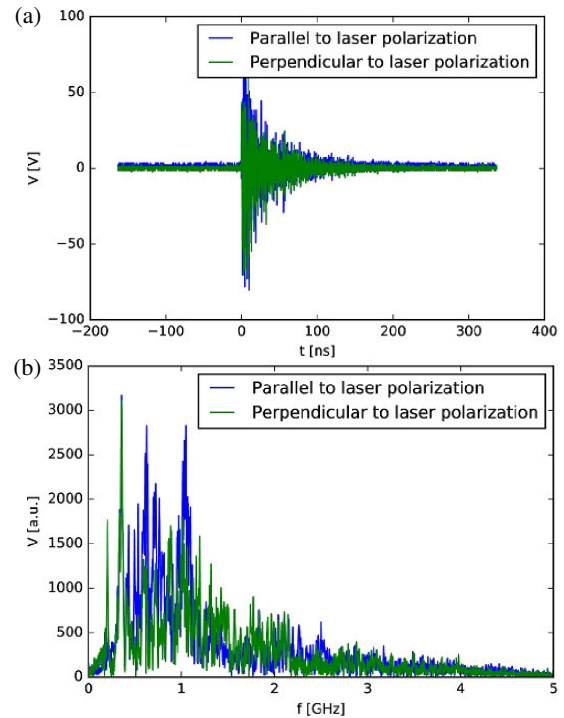 (a)
Parallel to laser polarization
Perpendicular to laser polarization
100
50
0
−50
−100
V [V]
−200 −100 0 100 200 300 400
t [ns]
(b)
Parallel to laser polarization
Perpendicular to laser polarization
3500
3000
2500
2000
1500
1000
500
0
V [a.u.]
0 1 2 3 4 5
f [GHz]